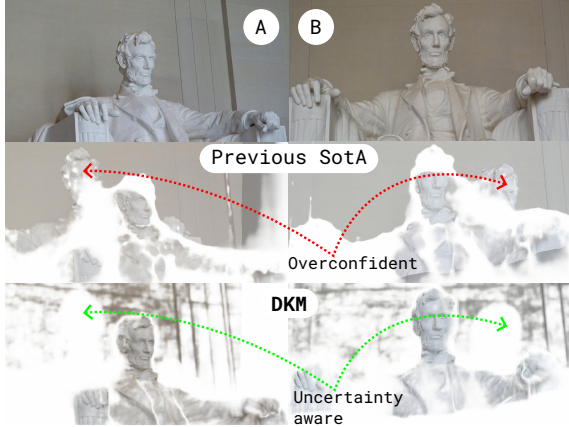 A
B
Previous SotA
Overconfident
DKM
Uncertainty
aware